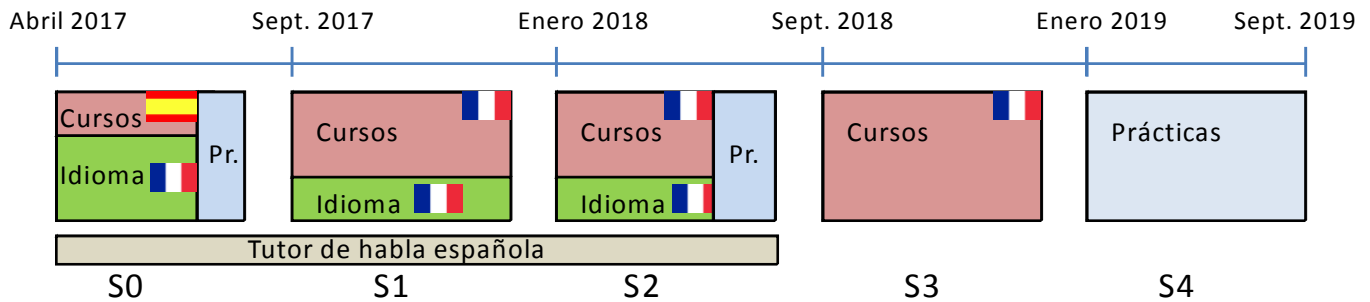 Abril 2017 Sept. 2017 Enero 2018 Sept. 2018 Enero 2019 Sept. 2019
Cursos Cursos Cursos Cursos Prácticas
Pr. Pr.
Idioma Idioma Idioma
Tutor de habla española
S0 S1 S2 S3 S4